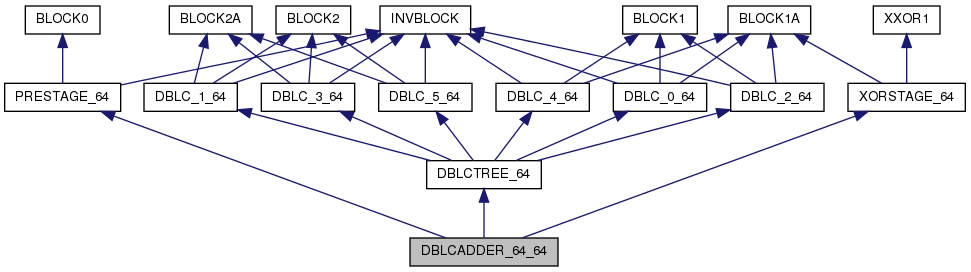 BLOCK0
BLOCK2A
BLOCK2
INVBLOCK
BLOCK1
BLOCK1A
XXOR1
PRESTAGE_64
DBLC_1_64
DBLC_3_64
DBLC_5_64
DBLC_4_64
DBLC_0_64
DBLC_2_64
XORSTAGE_64
DBLCTREE_64
DBLCADDER_64_64